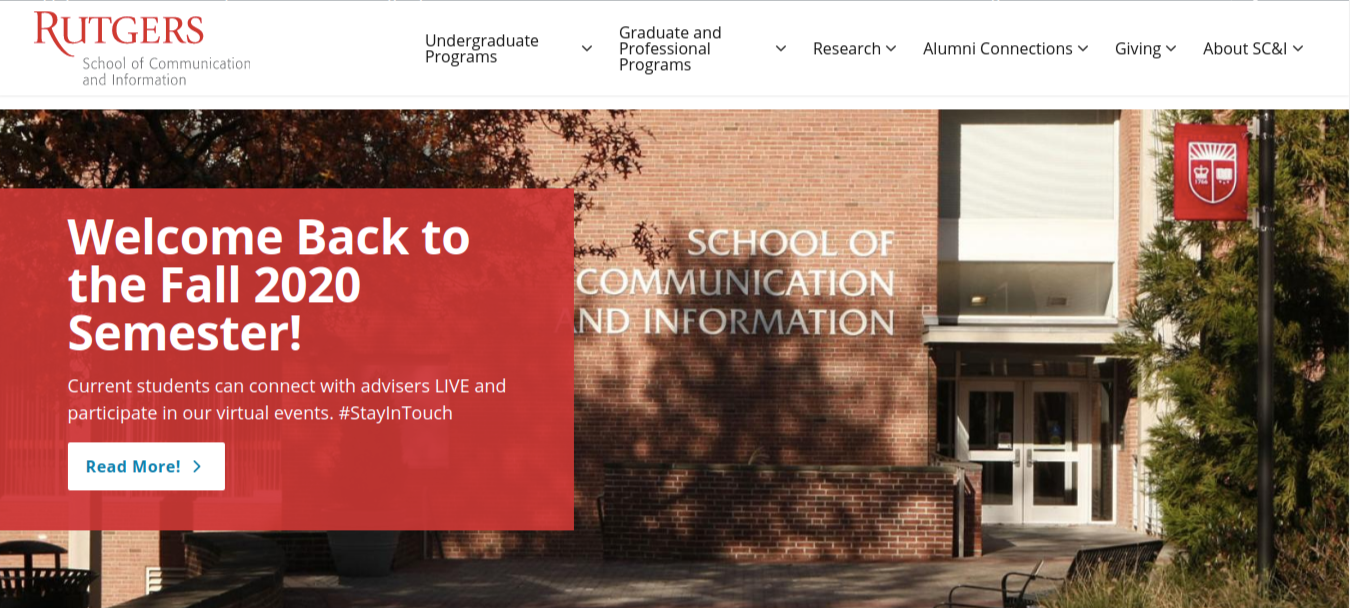 RUTGERS
School of Communication
and Information
Undergraduate
Programs
Graduate and
Professional
Programs
Research
Alumni Connections
Giving
About SC&I
Welcome Back to
the Fall 2020
Semester!
Current students can connect with advisers LIVE and
participate in our virtual events. #StayInTouch
Read More!
SCHOOL OF
COMMUNICATION
AND INFORMATION
1766